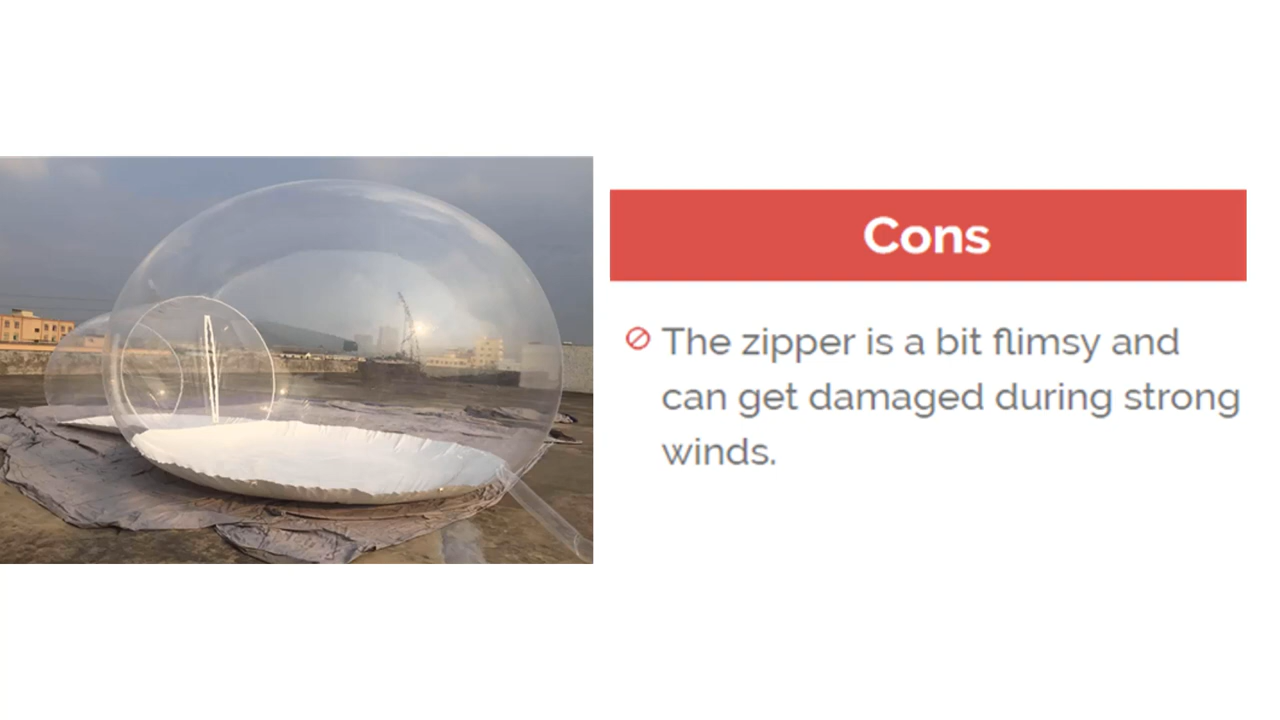 Cons
The zipper is a bit flimsy and
can get damaged during strong
winds.